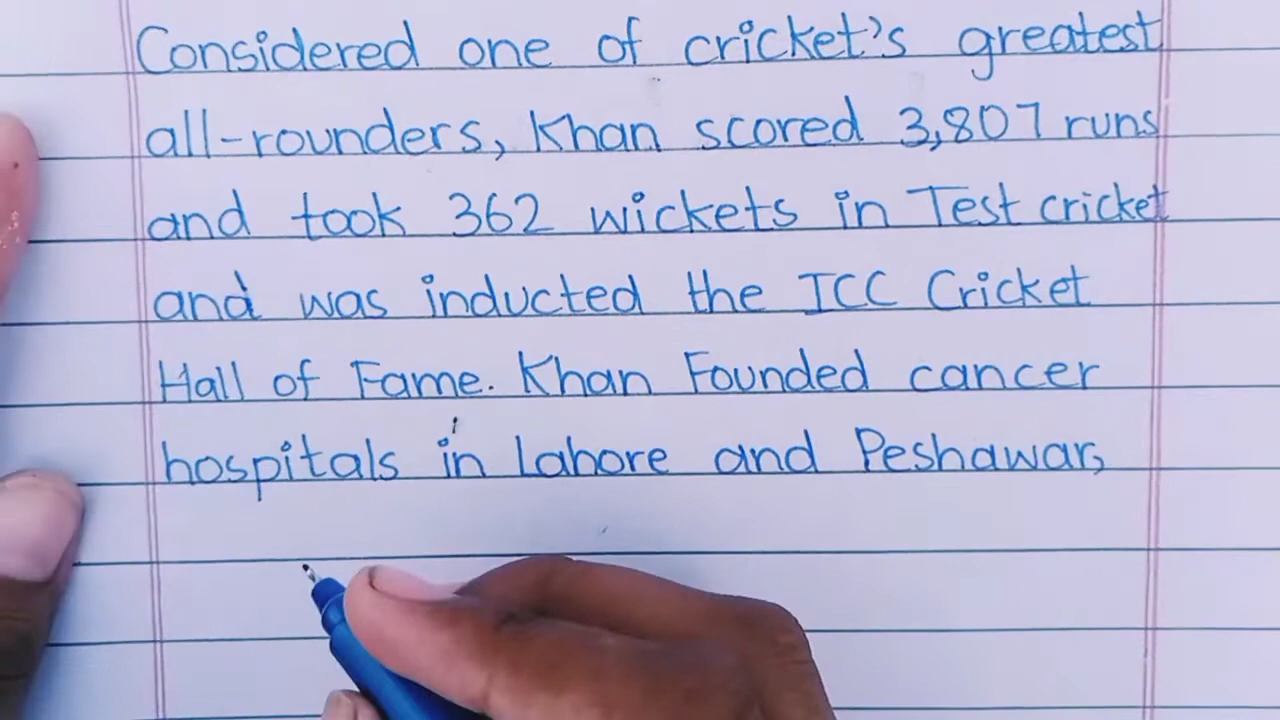 Considered one of cricket's greatest
all-rounders, Khan scored 3,807 runs
and took 362 wickets in Test cricket
and was inducted the ICC Cricket
Hall of Fame. Khan Founded cancer
hospitals in Lahore and Peshawar,